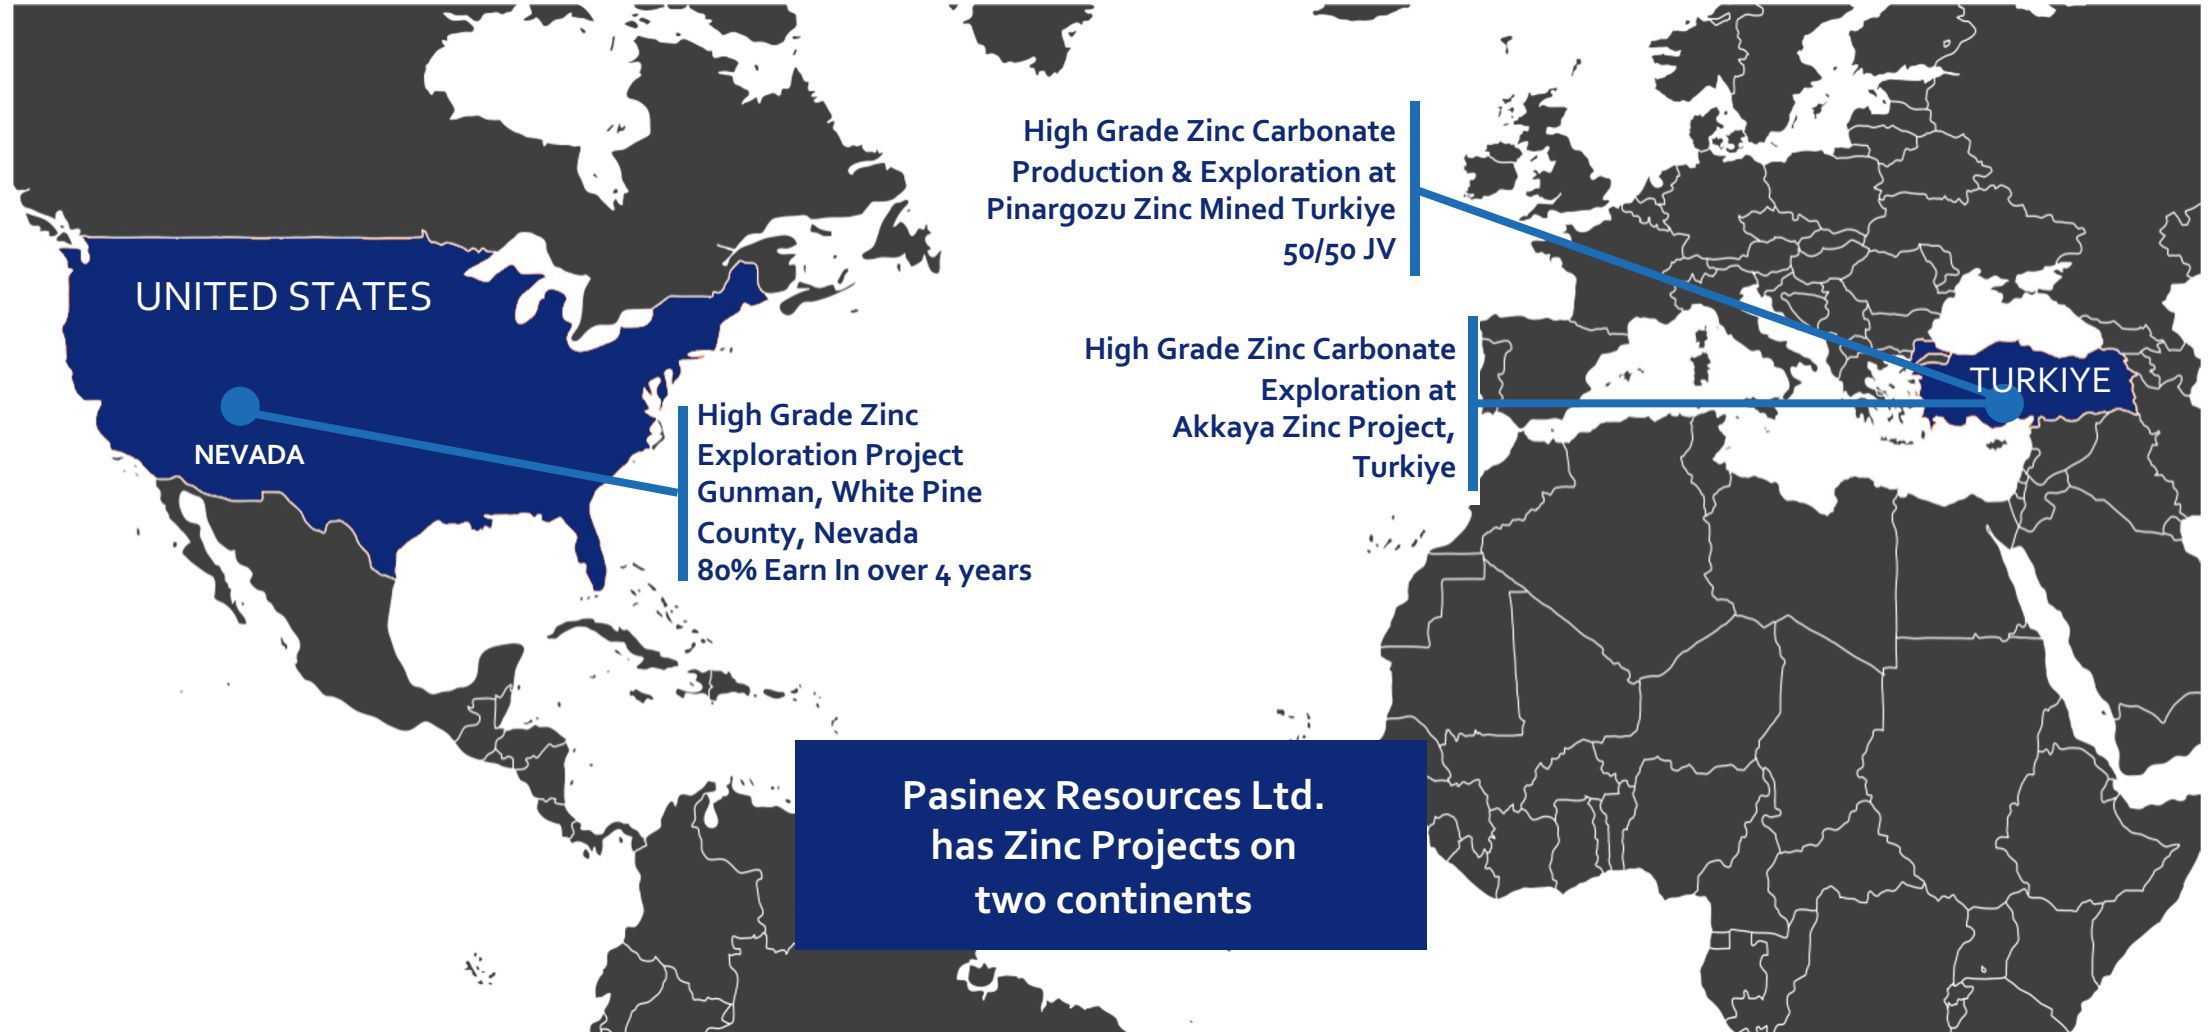 UNITED STATES
NEVADA
High Grade Zinc
Exploration Project
Gunman, White Pine
County, Nevada
80% Earn In over 4 years
High Grade Zinc Carbonate
Production & Exploration at
Pinargozu Zinc Mined Turkiye
50/50 JV
High Grade Zinc Carbonate
Exploration at
Akkaya Zinc Project,
Turkiye
TURKIYE
Pasinex Resources Ltd.
has Zinc Projects on
two continents